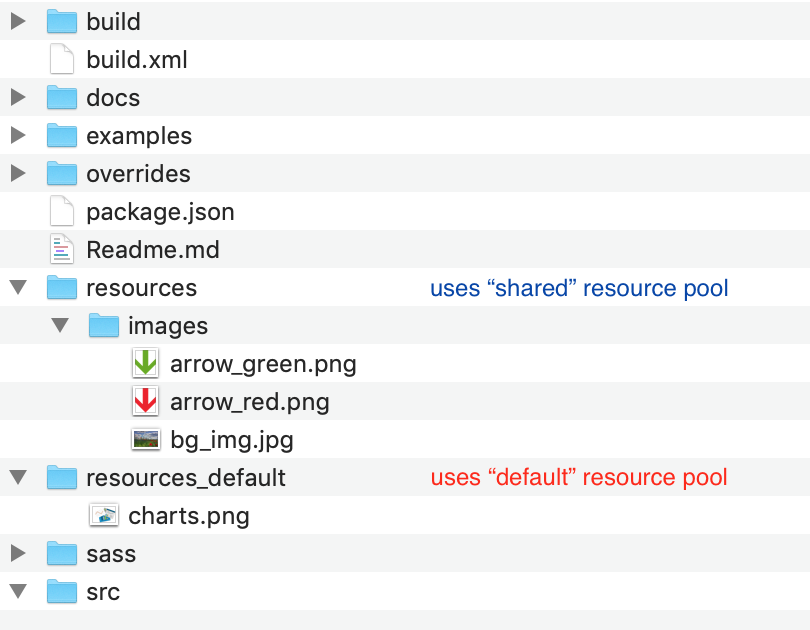 build
build.xml
docs
examples
overrides
package.json
Readme.md
resources uses “shared” resource pool
images
arrow_green.png
arrow_red.png
bg_img.jpg
resources_default uses “default” resource pool
charts.png
sass
src